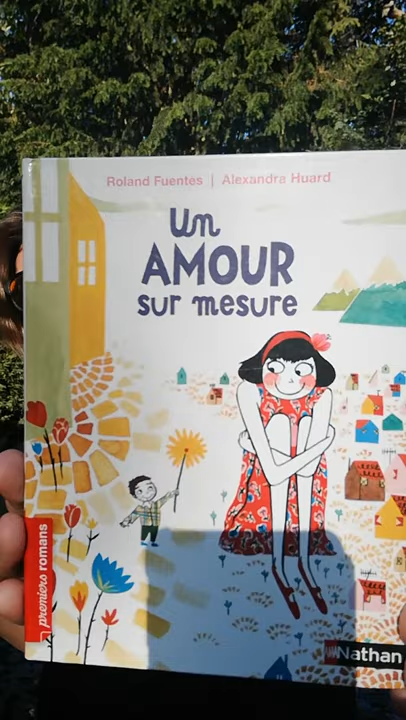 Roland Fuentes | Alexandra Huard
Un
AMOUR
sur mesure
premiers romans
Nathan